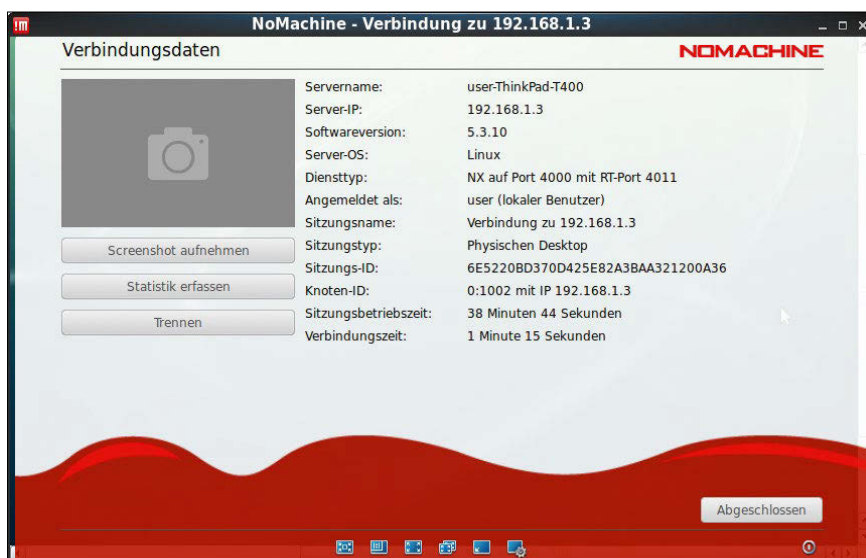 NoMachine - Verbindung zu 192.168.1.3
Verbindungsdaten
NOMACHINE
Servername: user-ThinkPad-T400
Server-IP: 192.168.1.3
Softwareversion: 5.3.10
Server-OS: Linux
Diensttyp: NX auf Port 4000 mit RT-Port 4011
Angemeldet als: user (lokaler Benutzer)
Sitzungsname: Verbindung zu 192.168.1.3
Sitzungstyp: Physischen Desktop
Sitzungs-ID: 6E5220BD370D425E82A3BAA321200A36
Knoten-ID: 0:1002 mit IP 192.168.1.3
Sitzungsbetriebszeit: 38 Minuten 44 Sekunden
Verbindungszeit: 1 Minute 15 Sekunden
Screenshot aufnehmen
Statistik erfassen
Trennen
Abgeschlossen